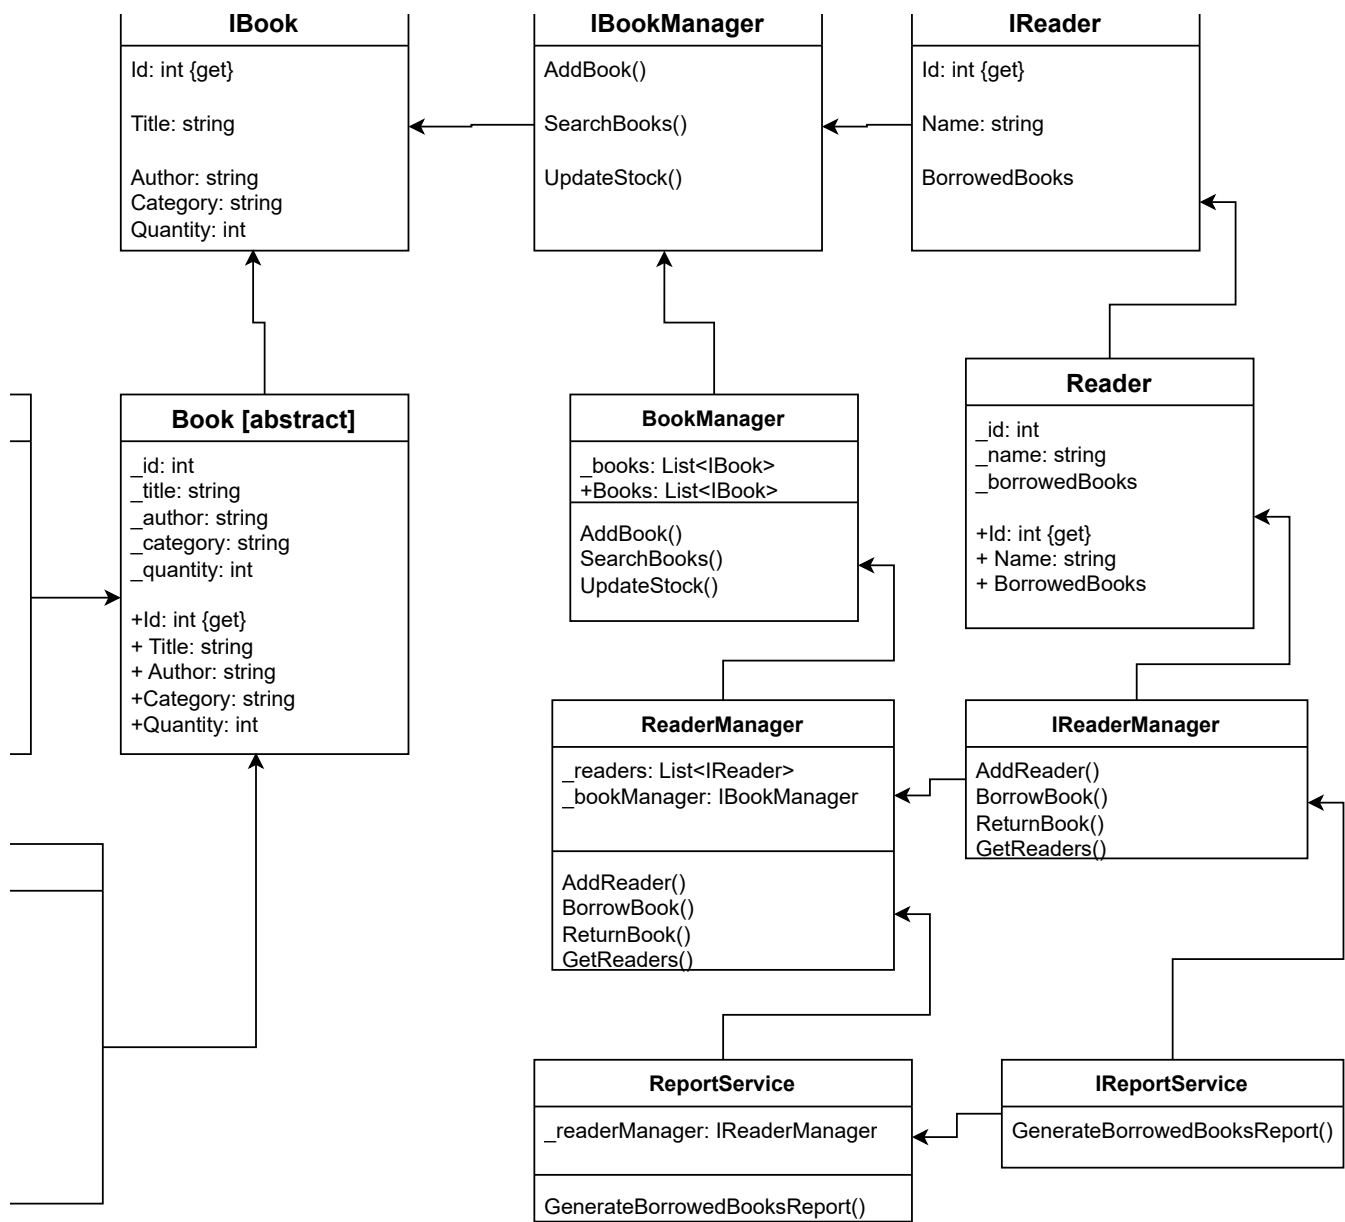 IBook
Id: int {get}
Title: string
Author: string
Category: string
Quantity: int
IBookManager
AddBook()
SearchBooks()
UpdateStock()
IReader
Id: int {get}
Name: string
BorrowedBooks
Book [abstract]
_id: int
_title: string
_author: string
_category: string
_quantity: int
+Id: int {get}
+ Title: string
+ Author: string
+Category: string
+Quantity: int
BookManager
_books: List<IBook>
+Books: List<IBook>
AddBook()
SearchBooks()
UpdateStock()
Reader
_id: int
_name: string
_borrowedBooks
+Id: int {get}
+ Name: string
+ BorrowedBooks
ReaderManager
_readers: List<IReader>
_bookManager: IBookManager
AddReader()
BorrowBook()
ReturnBook()
GetReaders()
IReaderManager
AddReader()
BorrowBook()
ReturnBook()
GetReaders()
ReportService
_readerManager: IReaderManager
GenerateBorrowedBooksReport()
IReportService
GenerateBorrowedBooksReport()